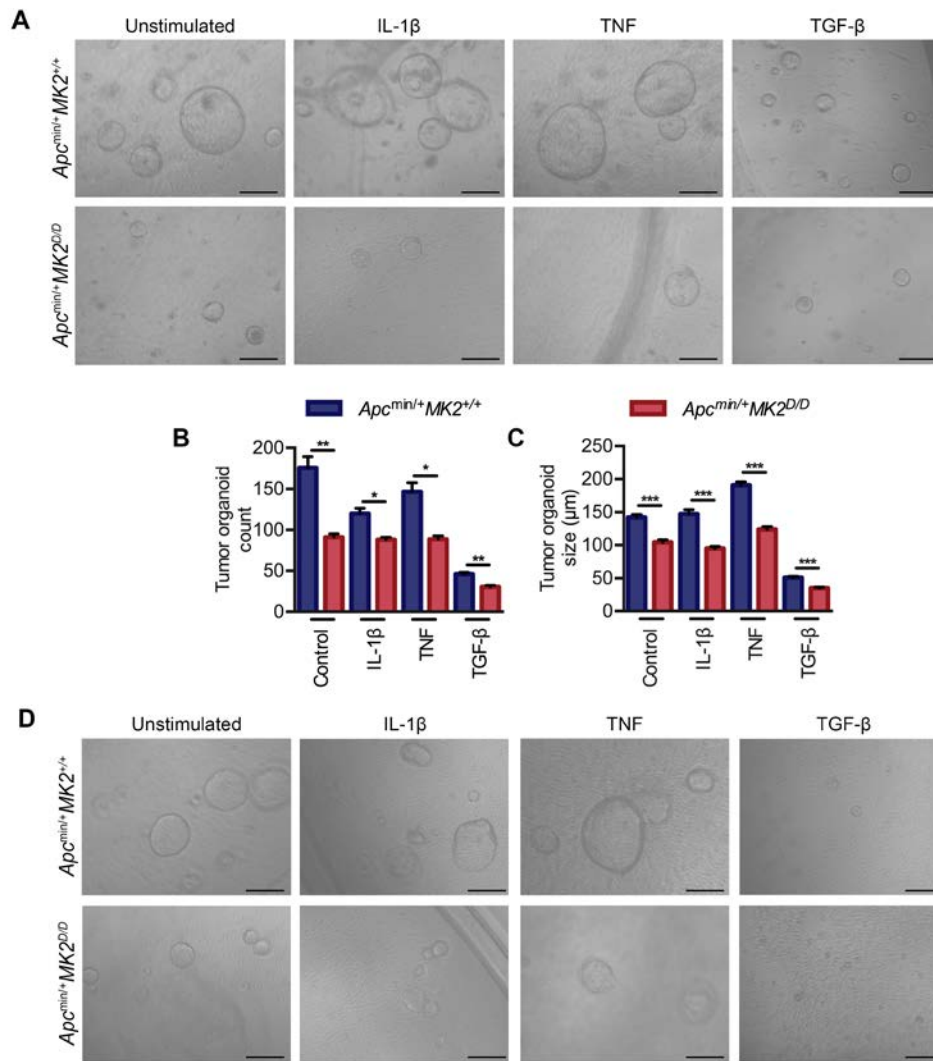 A
Unstimulated IL-1β TNF TGF-β
Apcmin/+MK2+/+
Apcmin/+MK2D/D
Apcmin/+MK2+/+ Apcmin/+MK2D/D
B
Tumor organoid count
200
150
100
50
0
** * * **
Control IL-1β TNF TGF-β
C
Tumor organoid size (μm)
250
200
150
100
50
0
*** *** *** ***
Control IL-1β TNF TGF-β
D
Unstimulated IL-1β TNF TGF-β
Apcmin/+MK2+/+
Apcmin/+MK2D/D